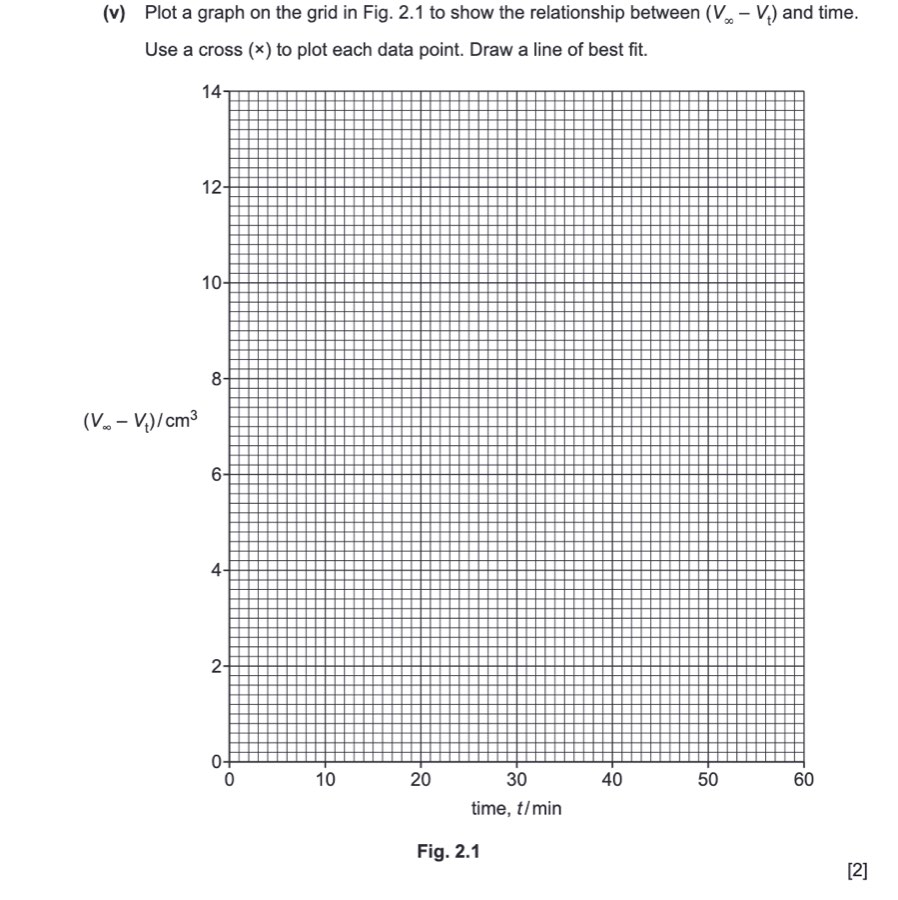 (v) Plot a graph on the grid in Fig. 2.1 to show the relationship between (V∞ – Vt) and time.
Use a cross (×) to plot each data point. Draw a line of best fit.
14
12
10
8
(V∞ – Vt) / cm³
6
4
2
0
0 10 20 30 40 50 60
time, t / min
Fig. 2.1
[2]